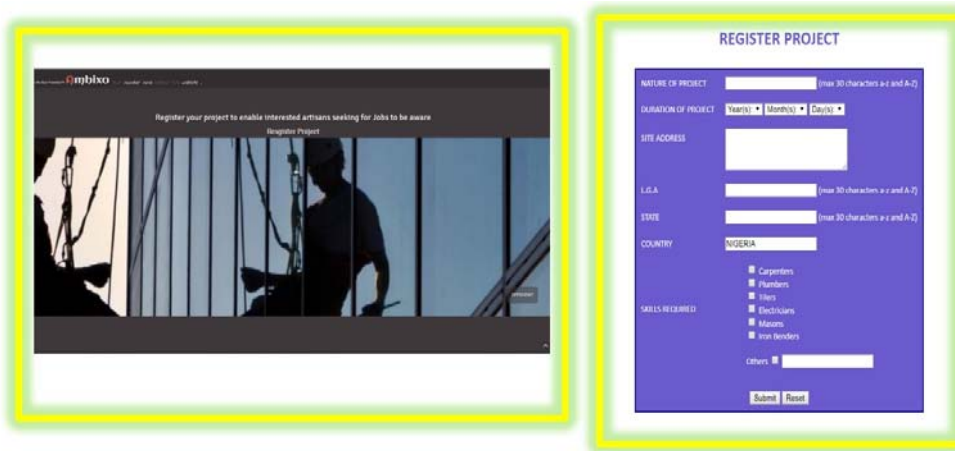 Ambixo
Register your project to enable interested artisans seeking for Jobs to be aware
Resgister Project
REGISTER PROJECT
NATURE OF PROJECT (max 30 characters a-z and A-Z)
DURATION OF PROJECT Year(s) Month(s) Day(s)
SITE ADDRESS
L.G.A (max 30 characters a-z and A-Z)
STATE (max 30 characters a-z and A-Z)
COUNTRY NIGERIA
SKILLS REQUIRED
Carpenters
Plumbers
Tilers
Electricians
Masons
Iron Benders
Others
Submit Reset